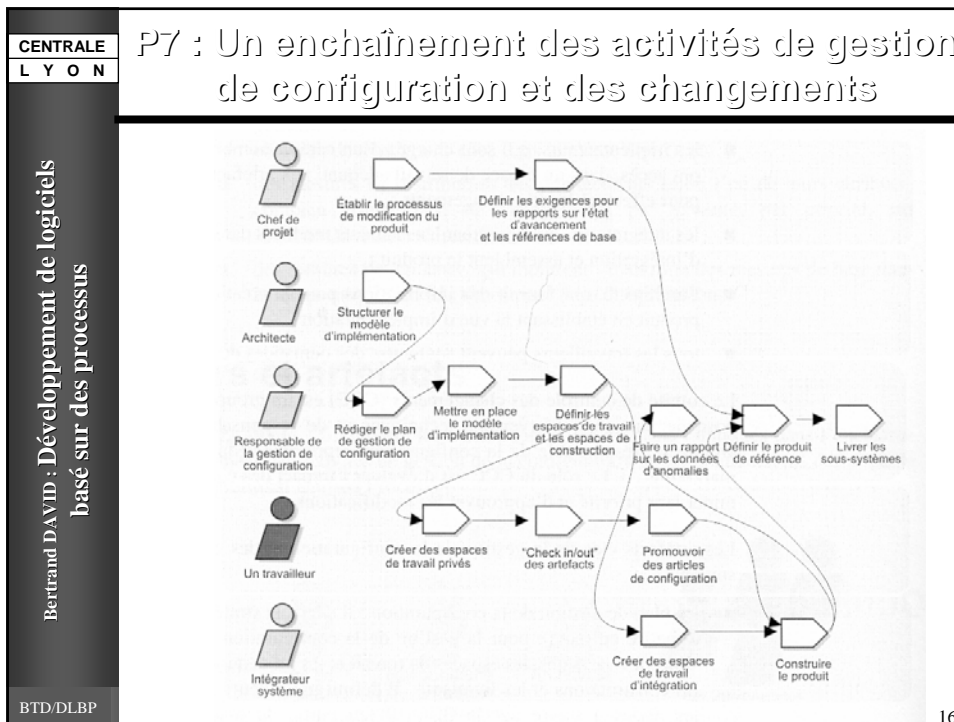 CENTRALE
L Y O N
P7 : Un enchaînement des activités de gestion
de configuration et des changements
Bertrand DAVID : Développement de logiciels
basé sur des processus
BTD/DLBP
Chef de
projet
Établir le processus
de modification du
produit
Définir les exigences pour
les rapports sur l'état
d'avancement
et les références de base
Architecte
Structurer le
modèle
d'implémentation
Responsable de
la gestion de
configuration
Rédiger le plan
de gestion de
configuration
Mettre en place
le modèle
d'implémentation
Définir les
espaces de travail
et les espaces de
construction
Faire un rapport
sur les données
d'anomalies
Définir le produit
de référence
Livrer les
sous-systèmes
Un travailleur
Créer des espaces
de travail privés
"Check in/out"
des artefacts
Promouvoir
des articles
de configuration
Intégrateur
système
Créer des espaces
de travail
d'intégration
Construire
le produit
16